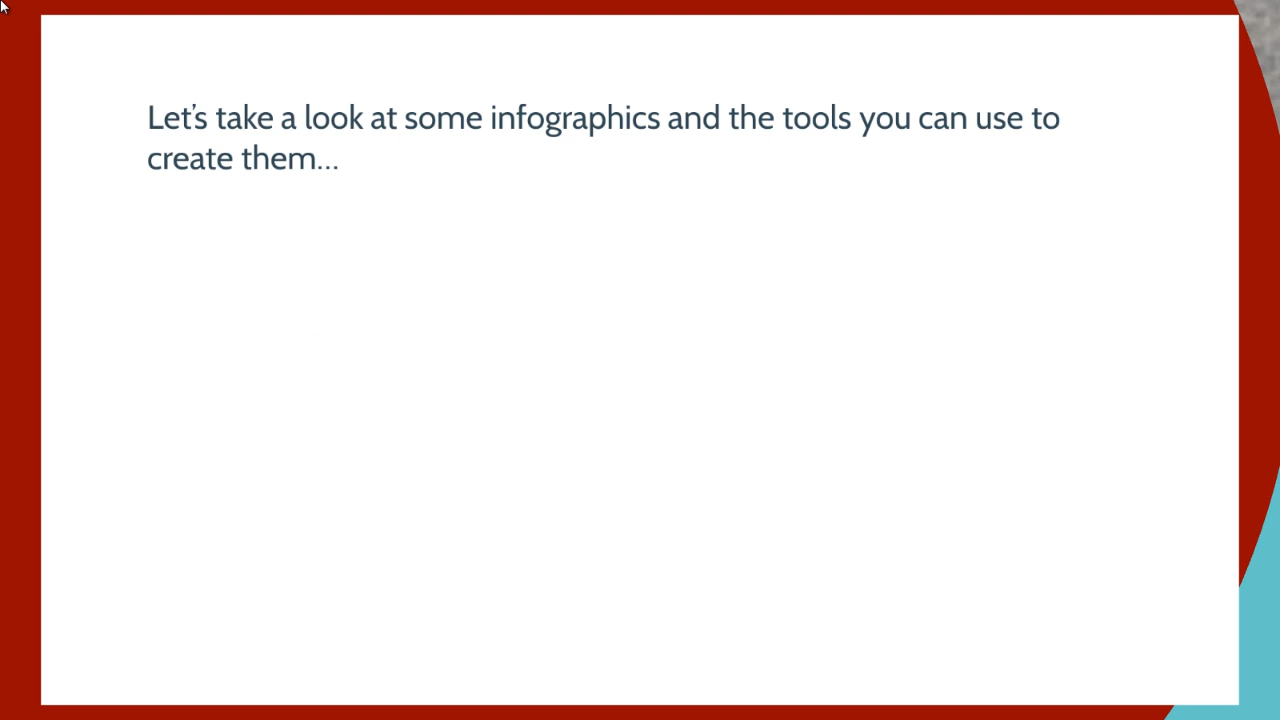 Let’s take a look at some infographics and the tools you can use to
create them...